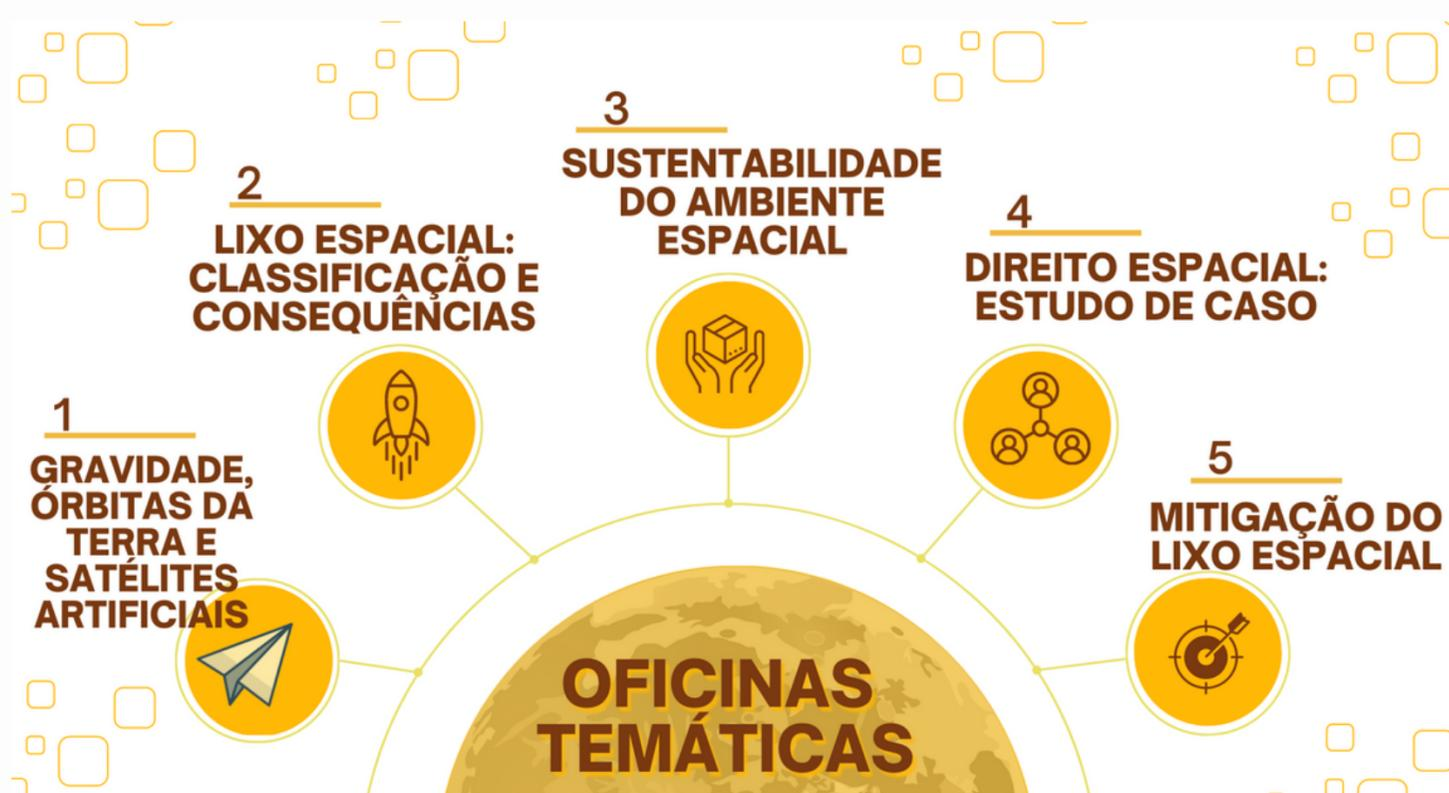 1
GRAVIDADE,
ÓRBITAS DA
TERRA E
SATÉLITES
ARTIFICIAIS
2
LIXO ESPACIAL:
CLASSIFICAÇÃO E
CONSEQUÊNCIAS
3
SUSTENTABILIDADE
DO AMBIENTE
ESPACIAL
4
DIREITO ESPACIAL:
ESTUDO DE CASO
5
MITIGAÇÃO DO
LIXO ESPACIAL
OFICINAS
TEMÁTICAS